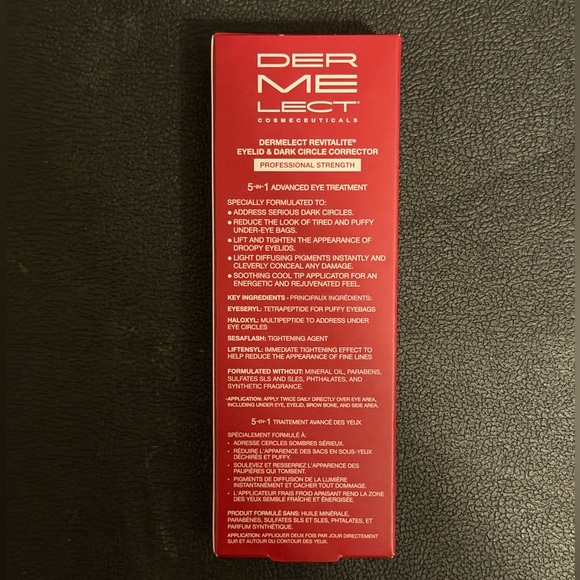 DER
ME
LECT®
COSMECEUTICALS
DERMELECT REVITALITE®
EYELID & DARK CIRCLE CORRECTOR
PROFESSIONAL STRENGTH
5-IN-1 ADVANCED EYE TREATMENT
SPECIALLY FORMULATED TO:
• ADDRESS SERIOUS DARK CIRCLES.
• REDUCE THE LOOK OF TIRED AND PUFFY
UNDER-EYE BAGS.
• LIFT AND TIGHTEN THE APPEARANCE OF
DROOPY EYELIDS.
• LIGHT DIFFUSING PIGMENTS INSTANTLY AND
CLEVERLY CONCEAL ANY DAMAGE.
• SOOTHING COOL TIP APPLICATOR FOR AN
ENERGETIC AND REJUVENATED FEEL.
KEY INGREDIENTS - PRINCIPAUX INGRÉDIENTS:
EYESERYL: TETRAPEPTIDE FOR PUFFY EYEBAGS
HALOXYL: MULTIPEPTIDE TO ADDRESS UNDER
EYE CIRCLES
SESAFLASH: TIGHTENING AGENT
LIFTENSYL: IMMEDIATE TIGHTENING EFFECT TO
HELP REDUCE THE APPEARANCE OF FINE LINES
FORMULATED WITHOUT: MINERAL OIL, PARABENS,
SULFATES SLS AND SLES, PHTHALATES, AND
SYNTHETIC FRAGRANCE.
-APPLICATION: APPLY TWICE DAILY DIRECTLY OVER EYE AREA,
INCLUDING UNDER EYE, EYELID, BROW BONE, AND SIDE AREA.
5-EN-1 TRAITEMENT AVANCÉ DES YEUX
SPÉCIALEMENT FORMULÉ À:
• ADRESSE CERCLES SOMBRES SÉRIEUX.
• RÉDUIRE L'APPARENCE DES SACS EN SOUS-YEUX
DÉCHIRÉS ET PUFFY.
• SOULEVEZ ET RESSERREZ L'APPARENCE DES
PAUPIÈRES QUI TOMBENT.
• PIGMENTS DE DIFFUSION DE LA LUMIÈRE
INSTANTANÉMENT ET CACHER TOUT DOMMAGE.
• L'APPLICATEUR FRAIS FROID APAISANT REND LA ZONE
DES YEUX SEMBLE FRAÎCHE ET ÉNERGISÉE.
PRODUIT FORMULÉ SANS: HUILE MINÉRALE,
PARABÈNES, SULFATES SLS ET SLES, PHTALATES, ET
PARFUM SYNTHÉTIQUE.
APPLICATION: APPLIQUER DEUX FOIS PAR JOUR DIRECTEMENT
SUR ET AUTOUR DU CONTOUR DES YEUX.